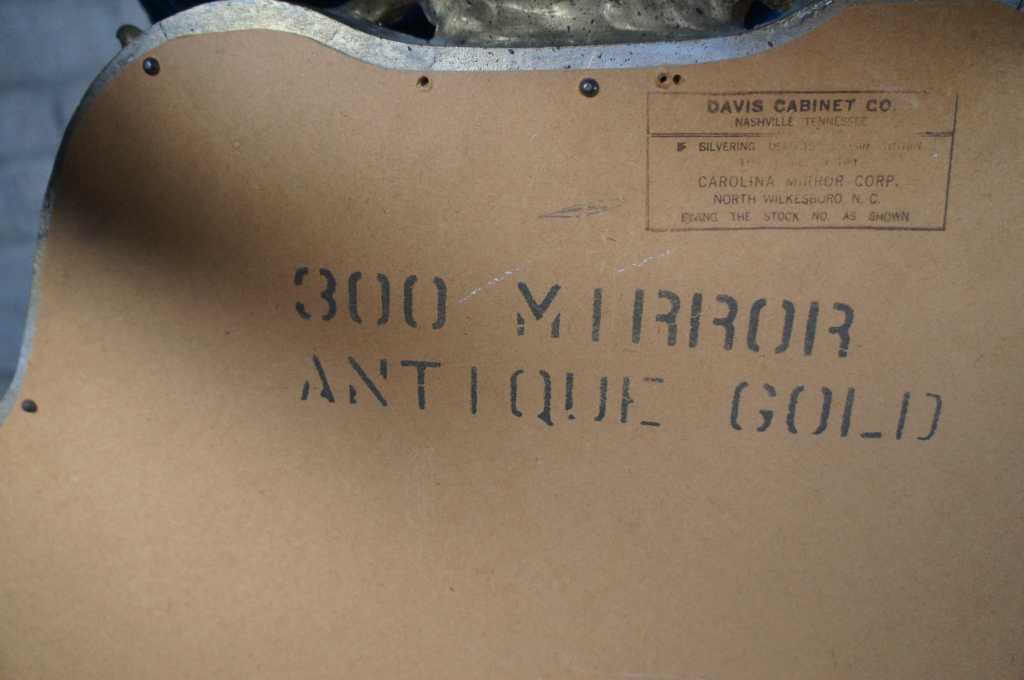 DAVIS CABINET CO.
NASHVILLE TENNESSEE
IF SILVERING
CAROLINA MIRROR CORP.
NORTH WILKESBORO, N. C.
GIVING THE STOCK NO. AS SHOWN
300 MIRROR
ANTIQUE GOLD